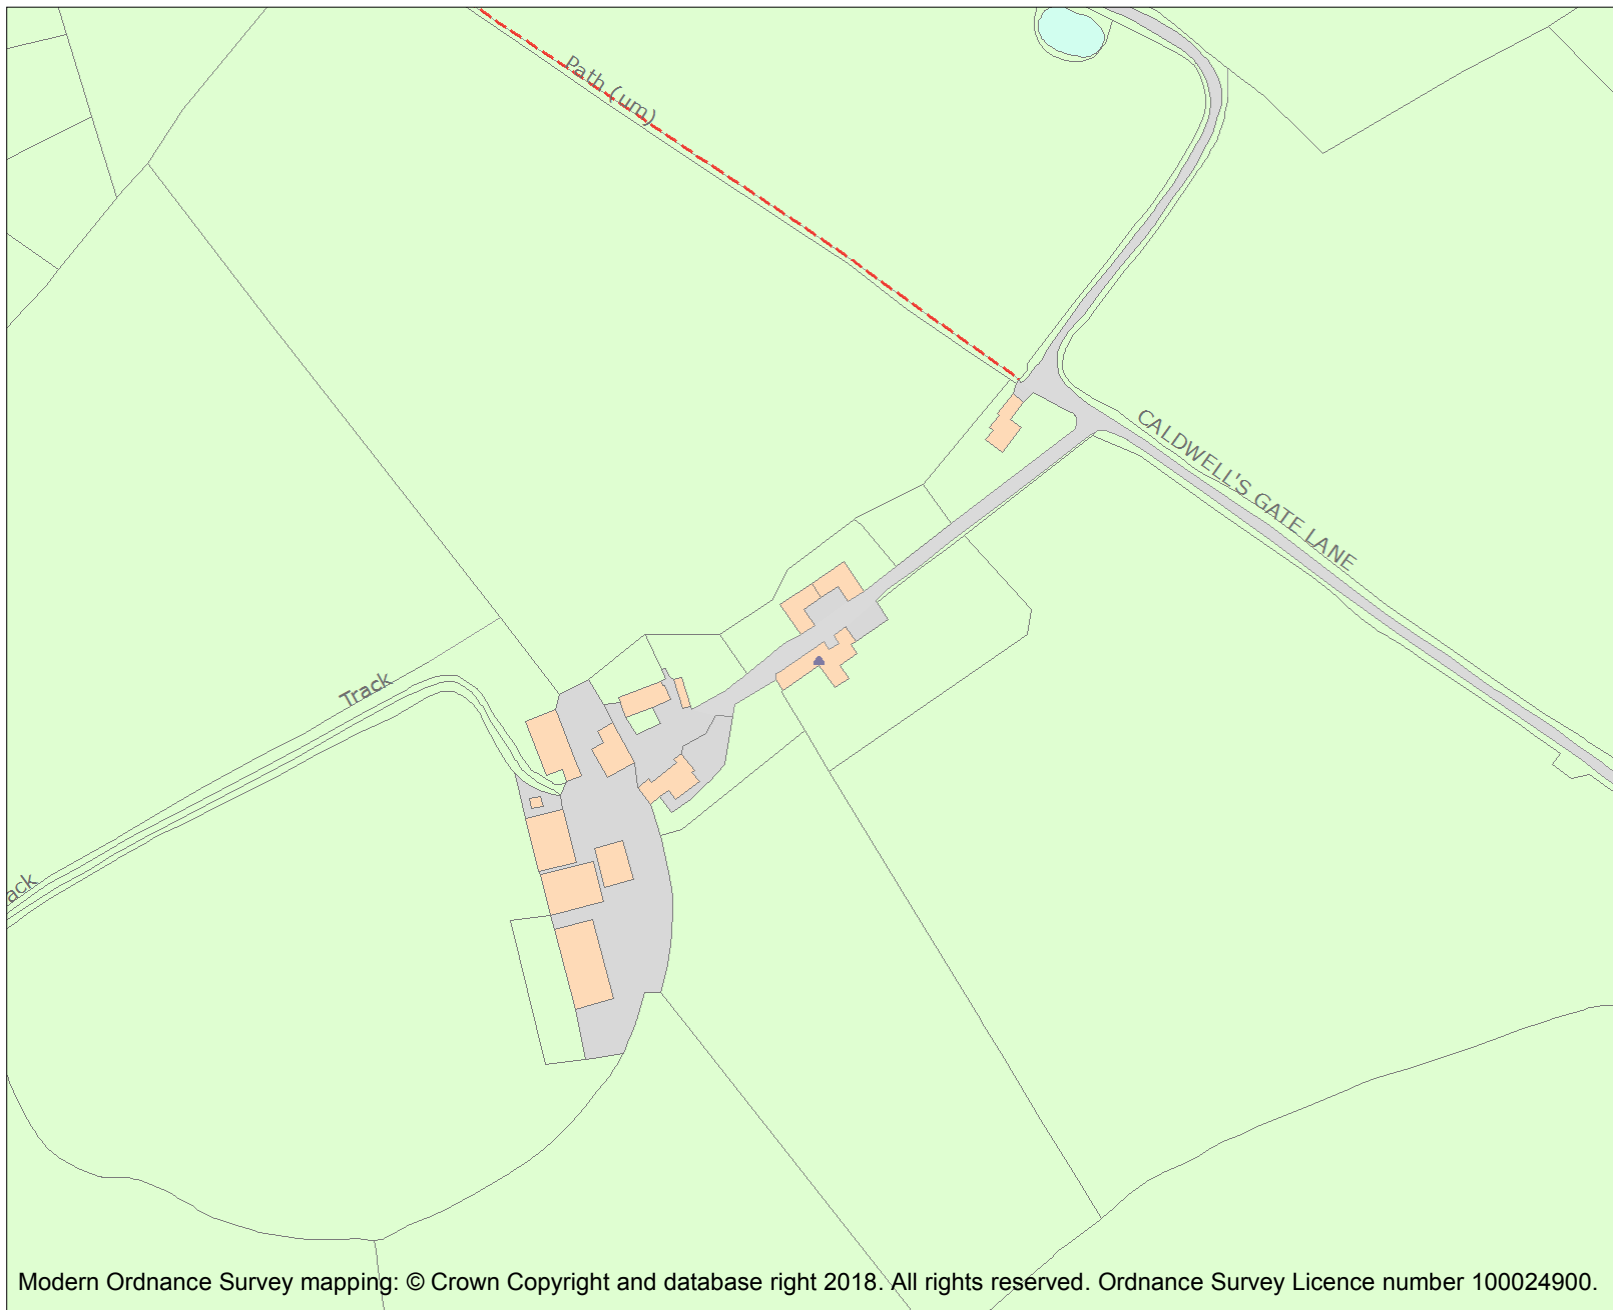 Path (um)
CALDWELL'S GATE LANE
Track
ack
Modern Ordnance Survey mapping: © Crown Copyright and database right 2018. All rights reserved. Ordnance Survey Licence number 100024900.